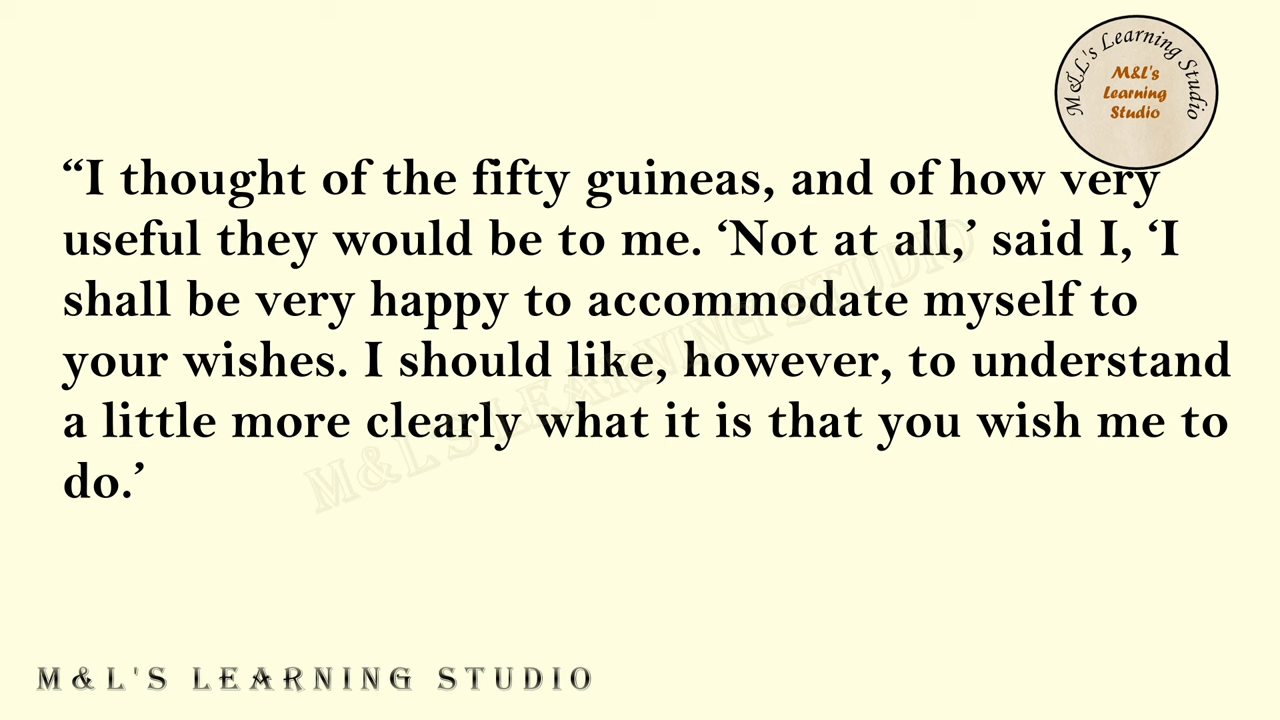 M&L's Learning Studio
M&L's
Learning
Studio
“I thought of the fifty guineas, and of how very
useful they would be to me. ‘Not at all,’ said I, ‘I
shall be very happy to accommodate myself to
your wishes. I should like, however, to understand
a little more clearly what it is that you wish me to
do.’
M&L'S LEARNING STUDIO
M&L'S LEARNING STUDIO